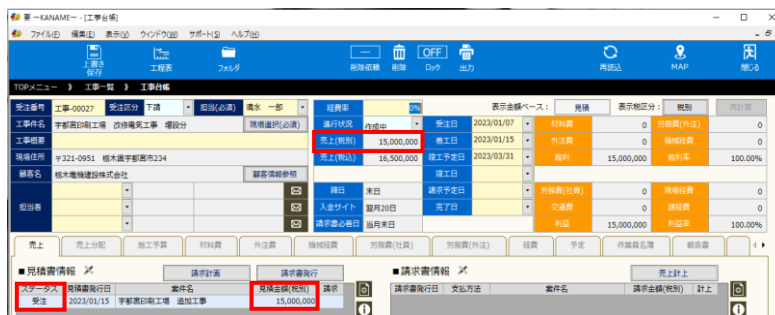 要 ～KANAME～ - [工事台帳]
ファイル(F) 編集(E) 表示(V) ウィンドウ(W) サポート(S) ヘルプ(H)
上書き保存 工程表 フォルダ 削除依頼 削除 OFF ロック 出力 再読込 MAP 閉じる
TOPメニュー 》 工事一覧 》 工事台帳
受注番号 工事-00027 受注区分 下請 担当(必須) 清水 一郎 経費率 0% 表示金額ベース： 見積 表示税区分： 税別 再計算
工事件名 宇都宮印刷工場 改修電気工事 増設分 現場選択(必須) 進行状況 作成中 受注日 2023/01/07 材料費 0 労務費(外注) 0
工事概要 売上(税別) 15,000,000 着工日 2023/01/15 外注費 0 機械経費 0
現場住所 〒321-0951 栃木県宇都宮市234 売上(税込) 16,500,000 竣工予定日 2023/03/31 粗利 15,000,000 粗利率 100.00%
顧客名 栃木電機建設株式会社 顧客情報参照 竣工日
担当者 締日 末日 請求予定日 労務費(社員) 0 現場経費 0
入金サイト 翌月20日 完了日 交通費 0 諸経費 0
請求書必着日 当月末日 利益 15,000,000 利益率 100.00%
売上 売上分配 施工予算 材料費 外注費 機械経費 労務費(社員) 労務費(外注) 経費 予定 作業員名簿 報告書
■見積書情報 請求計画 請求書発行 ■請求書情報 売上計上
ステータス 見積書発行日 案件名 見積金額(税別) 請求 請求書発行日 支払方法 案件名 請求金額(税別) 計上
受注 2023/01/15 宇都宮印刷工場 追加工事 15,000,000